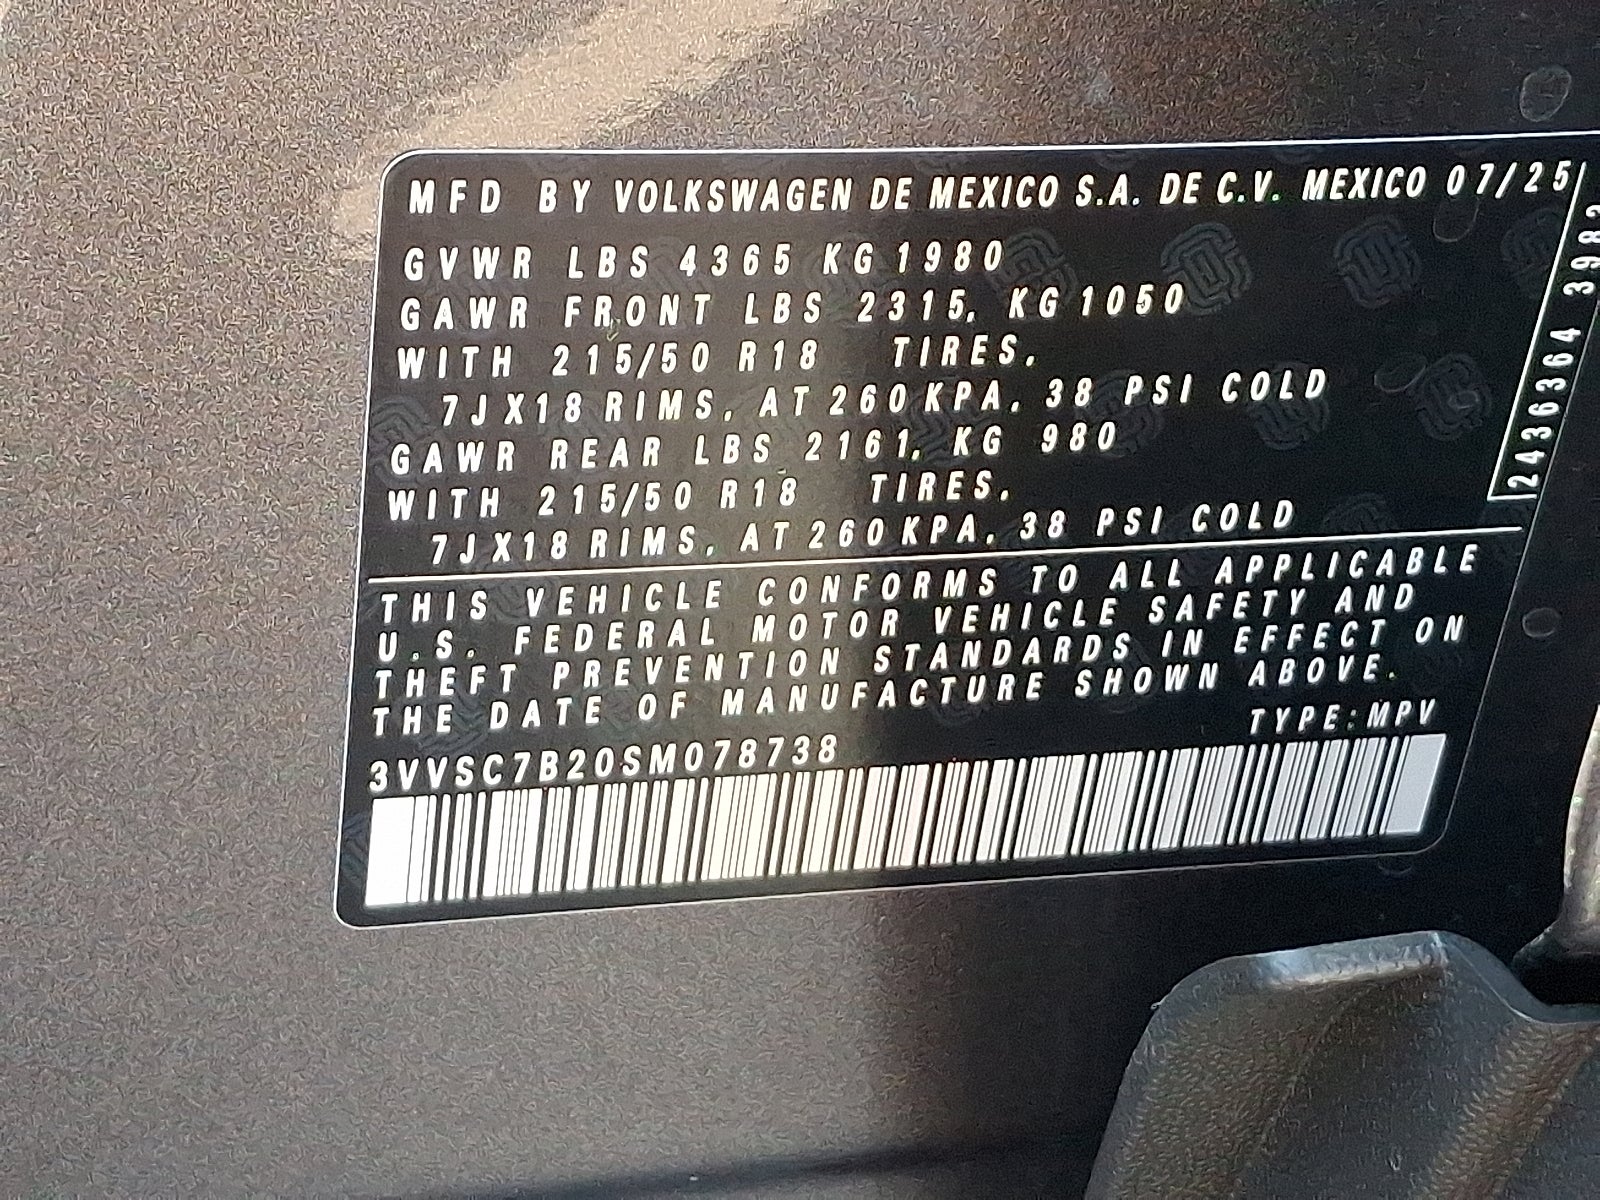 MFD BY VOLKSWAGEN DE MEXICO S.A. DE C.V. MEXICO 07/25
GVWR LBS 4365 KG 1980
GAWR FRONT LBS 2315, KG 1050
WITH 215/50 R18 TIRES,
7JX18 RIMS, AT 260 KPA, 38 PSI COLD
GAWR REAR LBS 2161, KG 980
WITH 215/50 R18 TIRES,
7JX18 RIMS, AT 260 KPA, 38 PSI COLD
THIS VEHICLE CONFORMS TO ALL APPLICABLE
U.S. FEDERAL MOTOR VEHICLE SAFETY AND
THEFT PREVENTION STANDARDS IN EFFECT ON
THE DATE OF MANUFACTURE SHOWN ABOVE.
TYPE:MPV
3VVSC7B20SM078738
2436364 3982